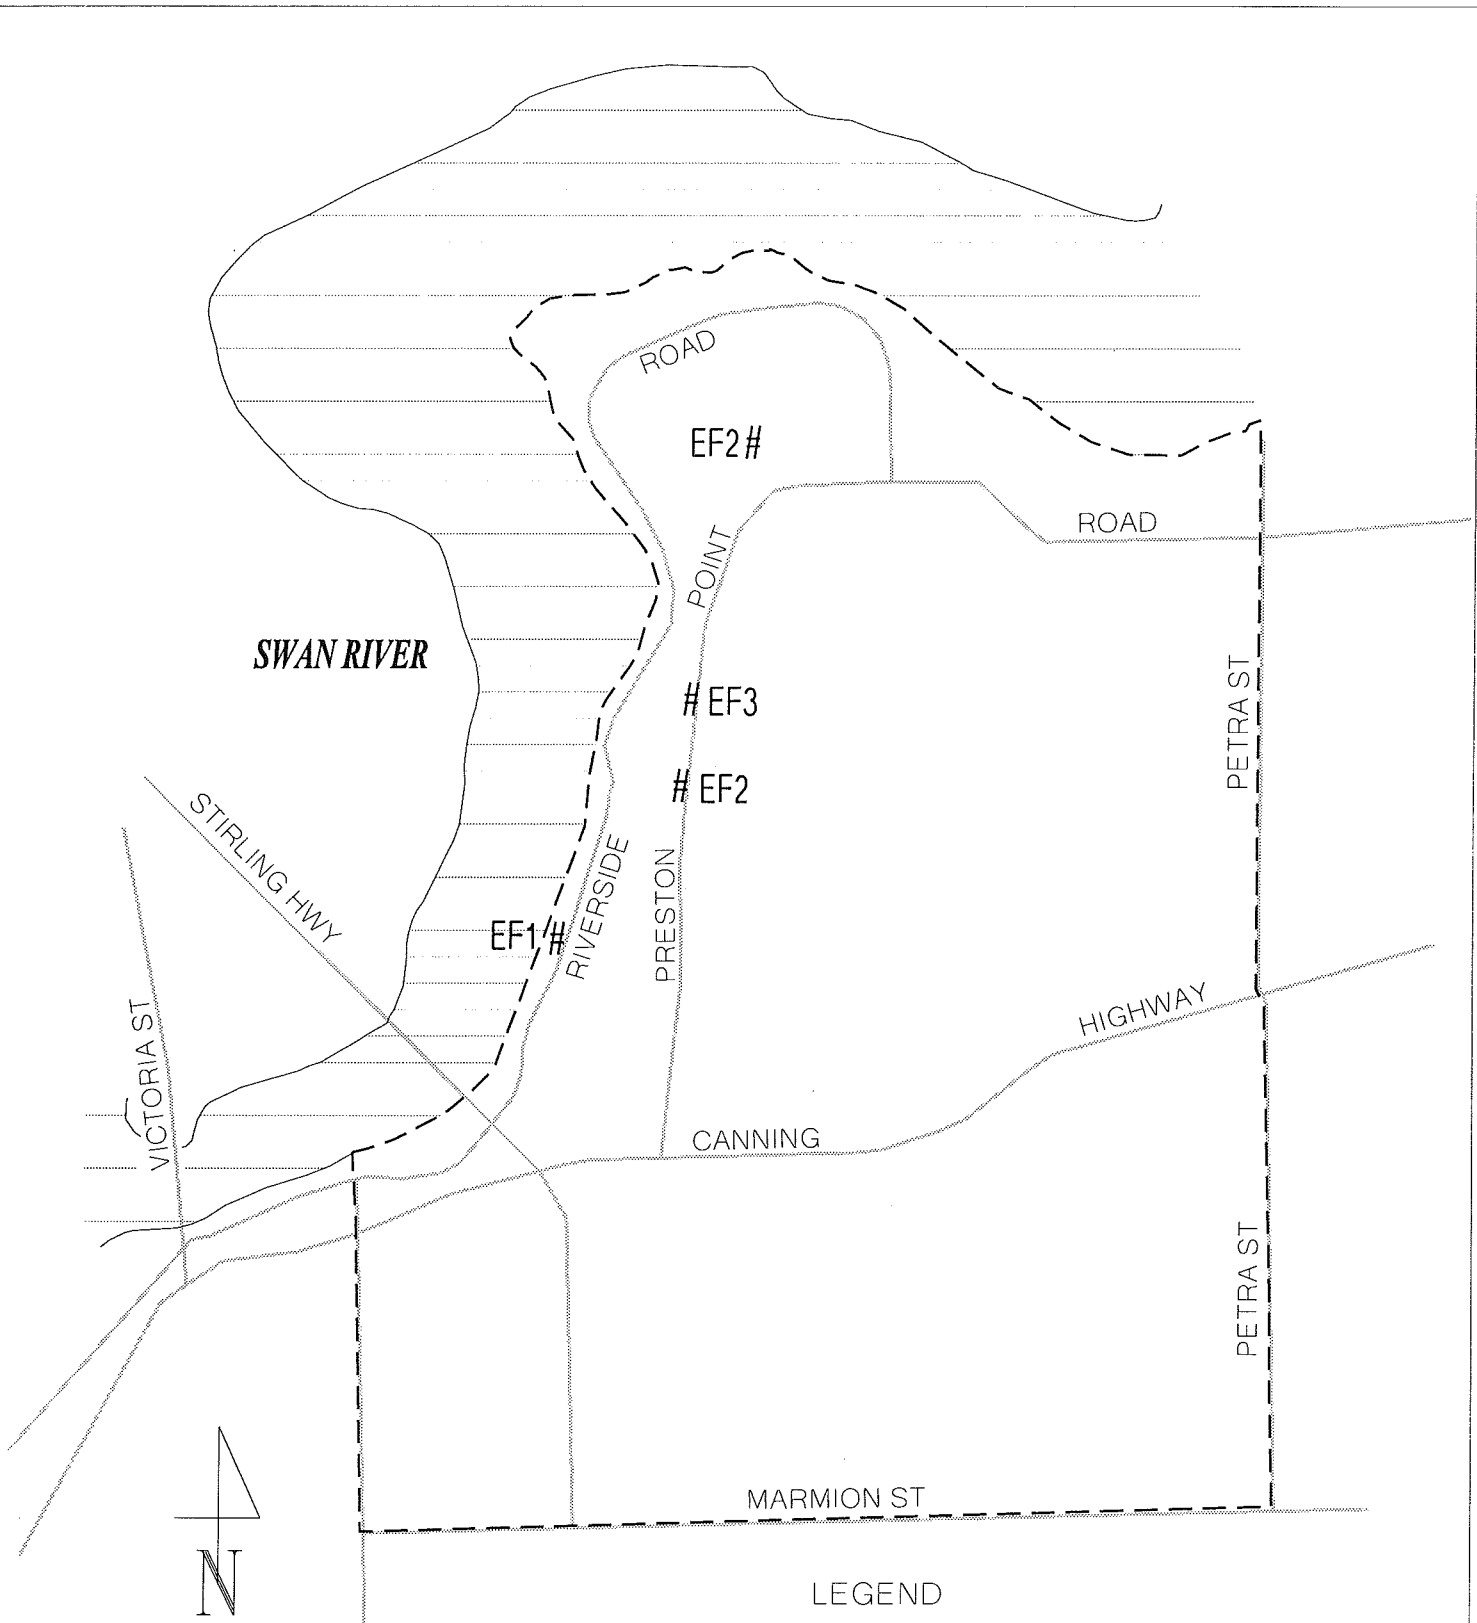 ROAD
EF2 #
ROAD
POINT
SWAN RIVER
# EF3
PETRA ST
# EF2
STIRLING HWY
RIVERSIDE
PRESTON
EF1 #
HIGHWAY
VICTORIA ST
CANNING
PETRA ST
MARMION ST
N
LEGEND